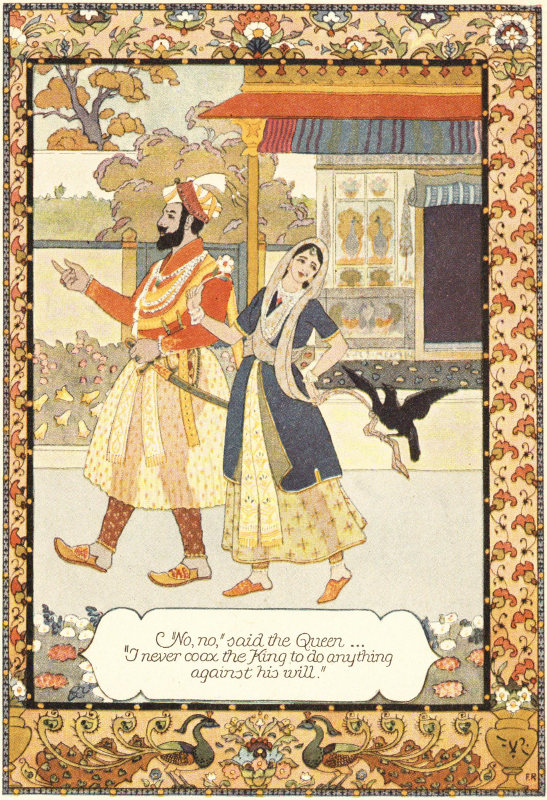 "No, no," said the Queen ...
"I never coax the King to do anything
against his will."
F.R